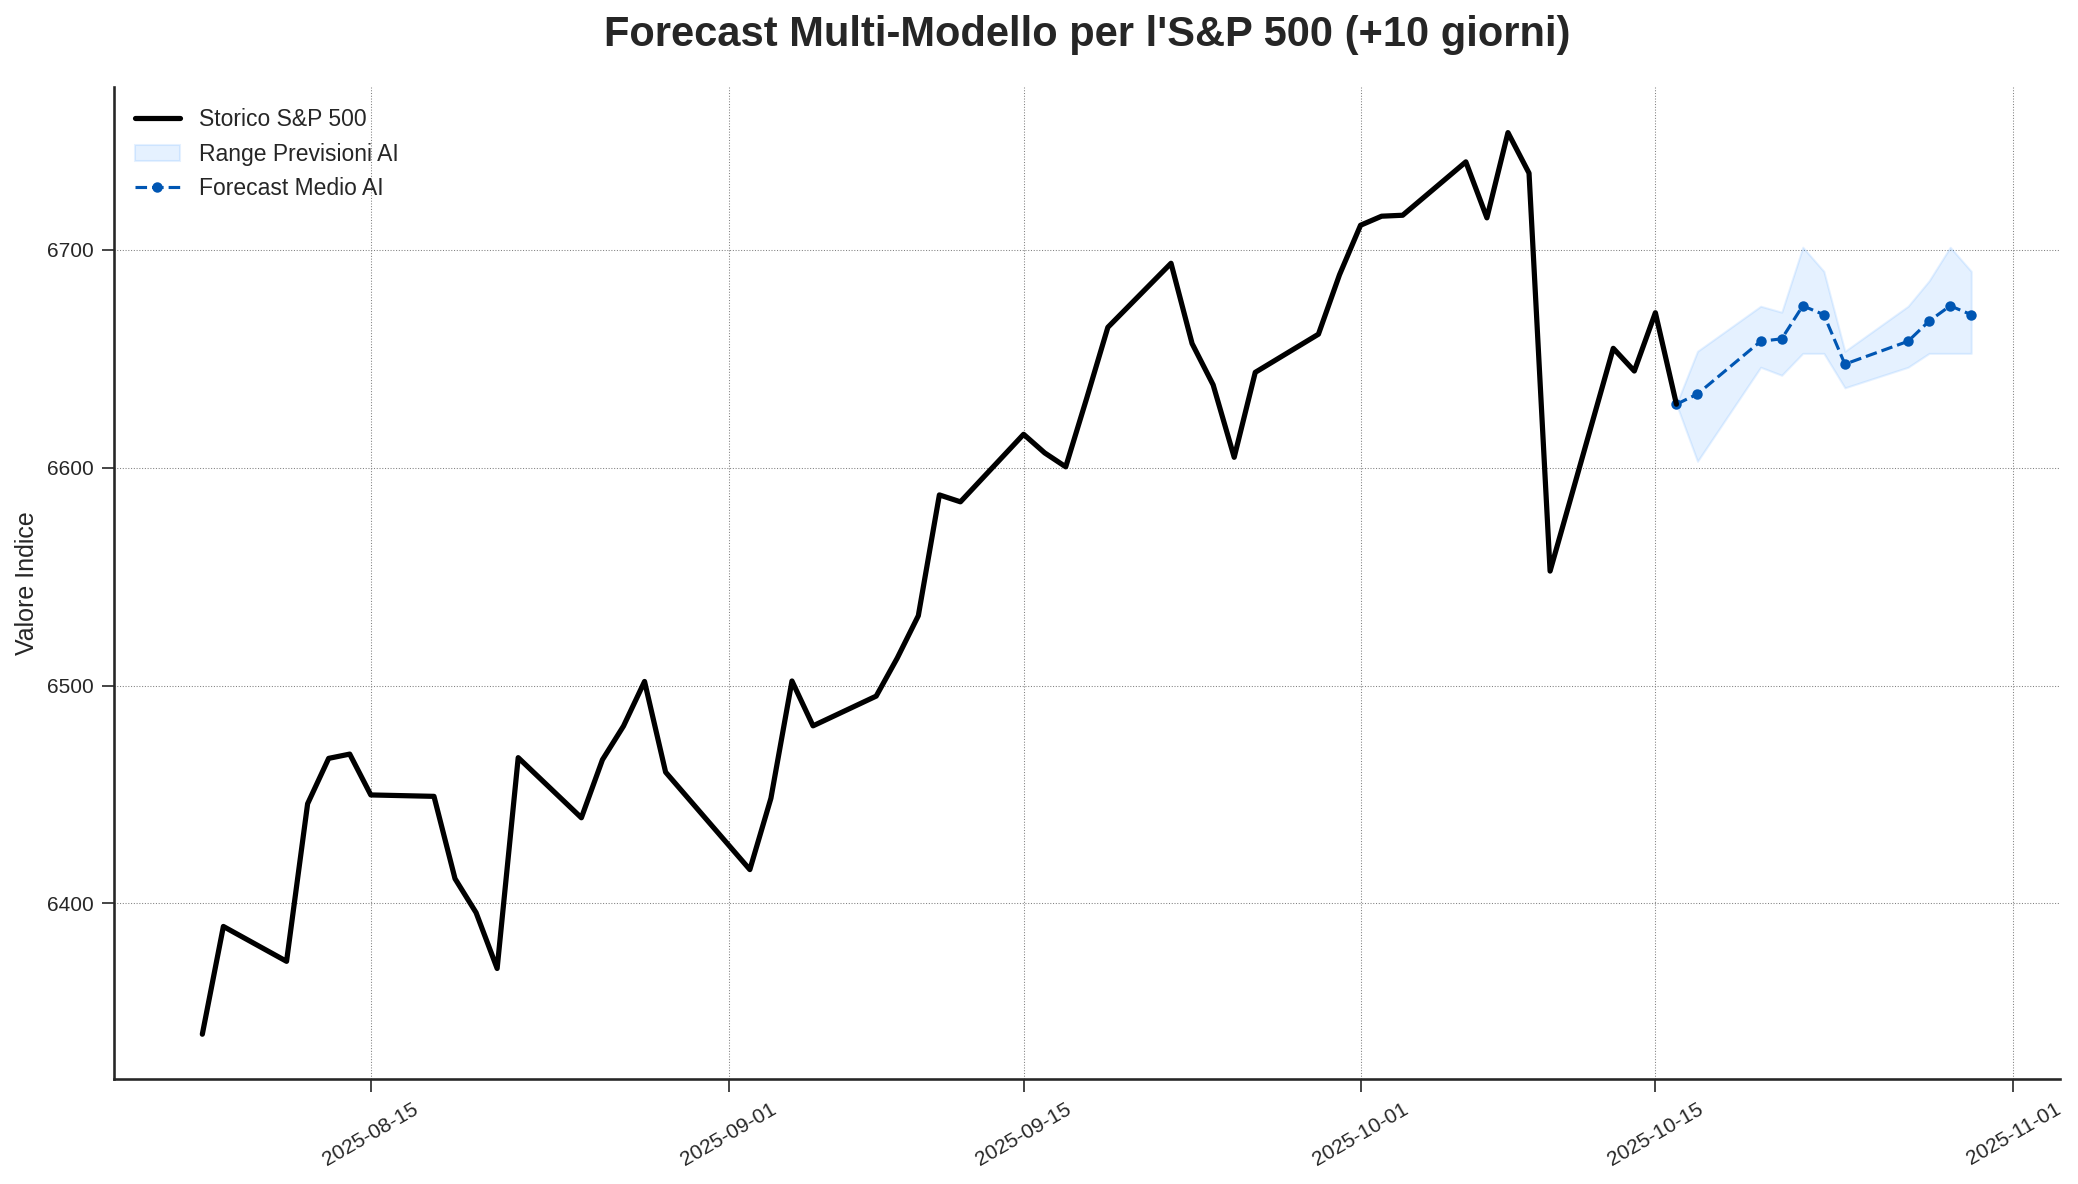 Forecast Multi-Modello per l'S&P 500 (+10 giorni)
Storico S&P 500
Range Previsioni AI
Forecast Medio AI
6700
6600
6500
6400
Valore Indice
2025-08-15
2025-09-01
2025-09-15
2025-10-01
2025-10-15
2025-11-01